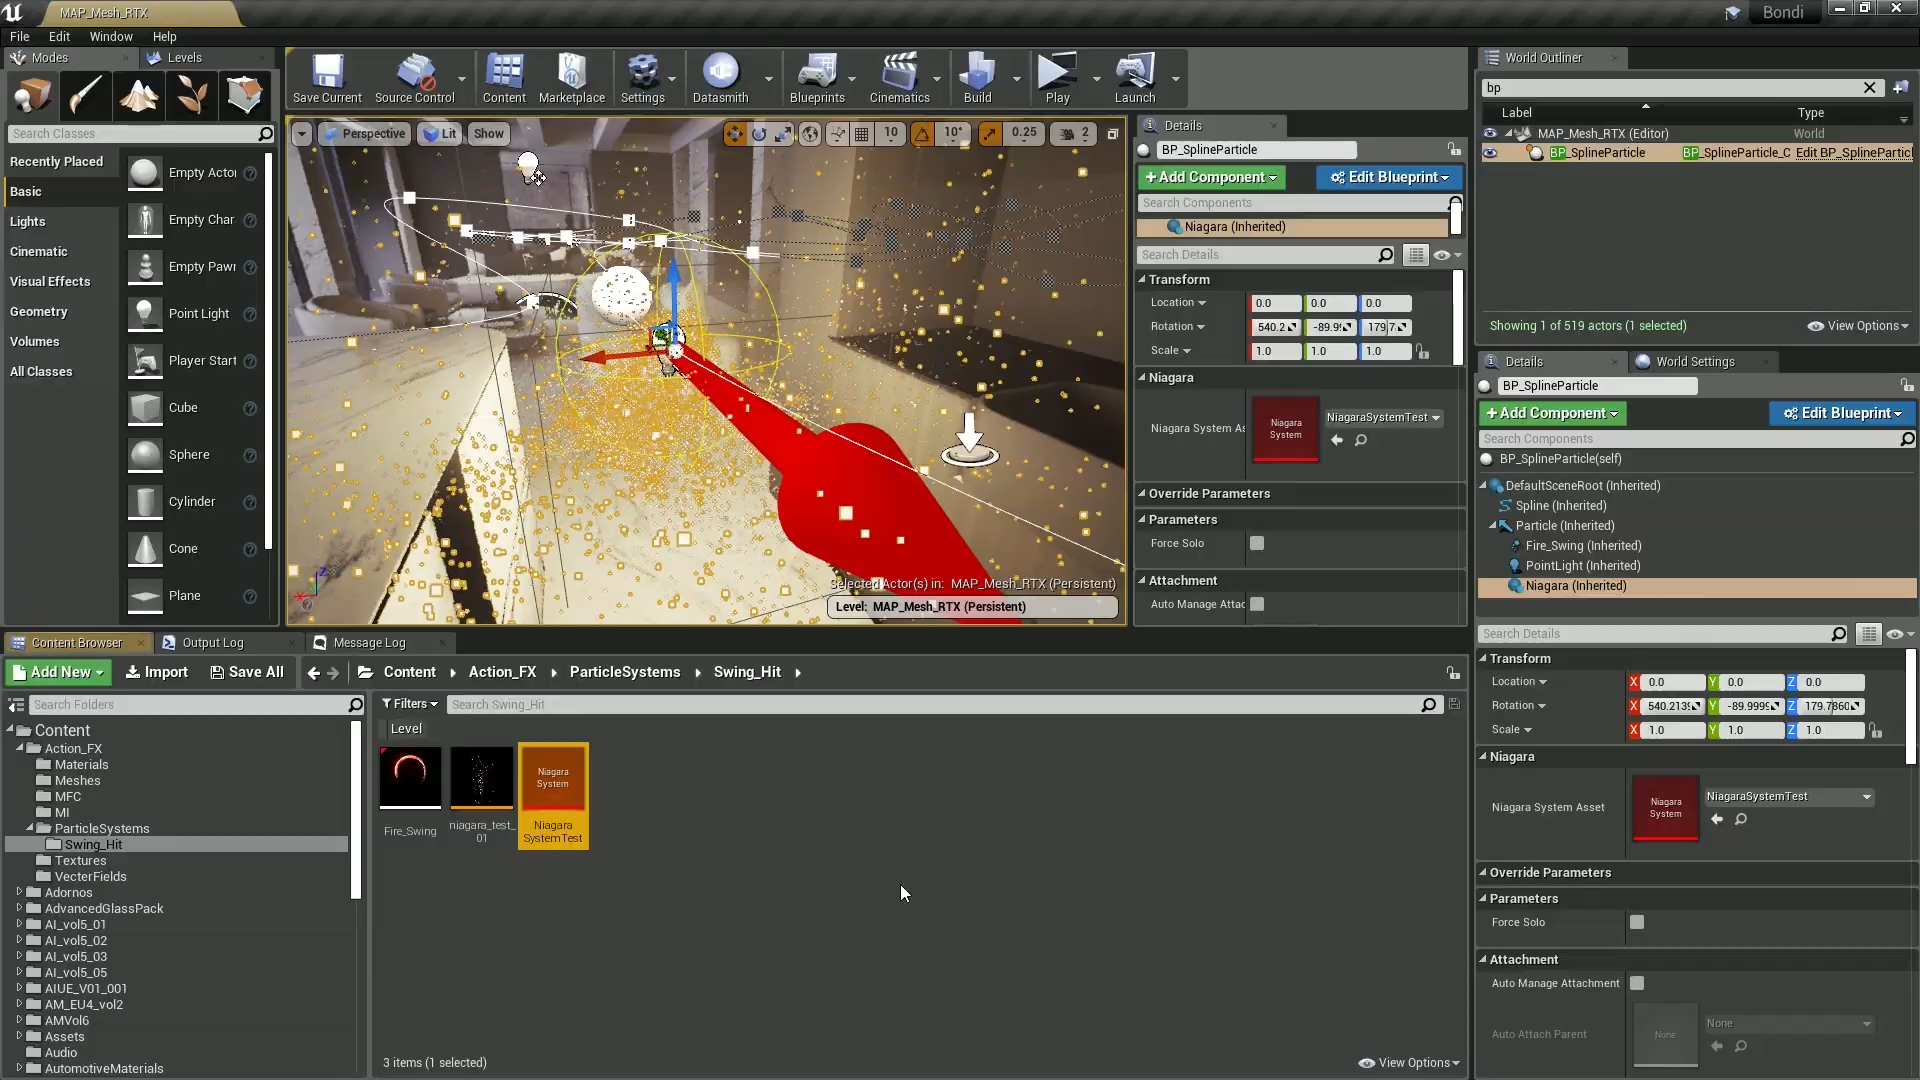 MAP_Mesh_RTX
Bondi
File Edit Window Help
Modes
Levels
Search Classes
Recently Placed
Basic
Lights
Cinematic
Visual Effects
Geometry
Volumes
All Classes
Empty Actor
Empty Char
Empty Pawn
Point Light
Player Start
Cube
Sphere
Cylinder
Cone
Plane
Save Current
Source Control
Content
Marketplace
Settings
Datasmith
Blueprints
Cinematics
Build
Play
Launch
Perspective
Lit
Show
10
10°
0.25
2
Selected Actor(s) in: MAP_Mesh_RTX (Persistent)
Level: MAP_Mesh_RTX (Persistent)
Details
BP_SplineParticle
+Add Component
Edit Blueprint
Search Components
Niagara (Inherited)
Search Details
Transform
Location 0.0 0.0 0.0
Rotation 540.2 -89.9 179.7
Scale 1.0 1.0 1.0
Niagara
Niagara System As
Niagara System
NiagaraSystemTest
Override Parameters
Parameters
Force Solo
Attachment
Auto Manage Attac
World Outliner
bp
Label Type
MAP_Mesh_RTX (Editor) World
BP_SplineParticle BP_SplineParticle_C Edit BP_SplineParticl
Showing 1 of 519 actors (1 selected)
View Options
Details
World Settings
BP_SplineParticle
+Add Component
Edit Blueprint
Search Components
BP_SplineParticle(self)
DefaultSceneRoot (Inherited)
Spline (Inherited)
Particle (Inherited)
Fire_Swing (Inherited)
PointLight (Inherited)
Niagara (Inherited)
Search Details
Transform
Location X 0.0 Y 0.0 Z 0.0
Rotation X 540.213 Y -89.999 Z 179.7860
Scale X 1.0 Y 1.0 Z 1.0
Niagara
Niagara System Asset
Niagara System
NiagaraSystemTest
Override Parameters
Parameters
Force Solo
Attachment
Auto Manage Attachment
Auto Attach Parent
None
None
Content Browser
Output Log
Message Log
Add New
Import
Save All
Content
Action_FX
ParticleSystems
Swing_Hit
Search Folders
Content
Action_FX
Materials
Meshes
MFC
MI
ParticleSystems
Swing_Hit
Textures
VecterFields
Adornos
AdvancedGlassPack
AI_vol5_01
AI_vol5_02
AI_vol5_03
AI_vol5_05
AIUE_V01_001
AM_EU4_vol2
AMVol6
Assets
Audio
AutomotiveMaterials
Filters
Search Swing_Hit
Level
Fire_Swing
niagara_test_
01
Niagara
System
Niagara
SystemTest
3 items (1 selected)
View Options